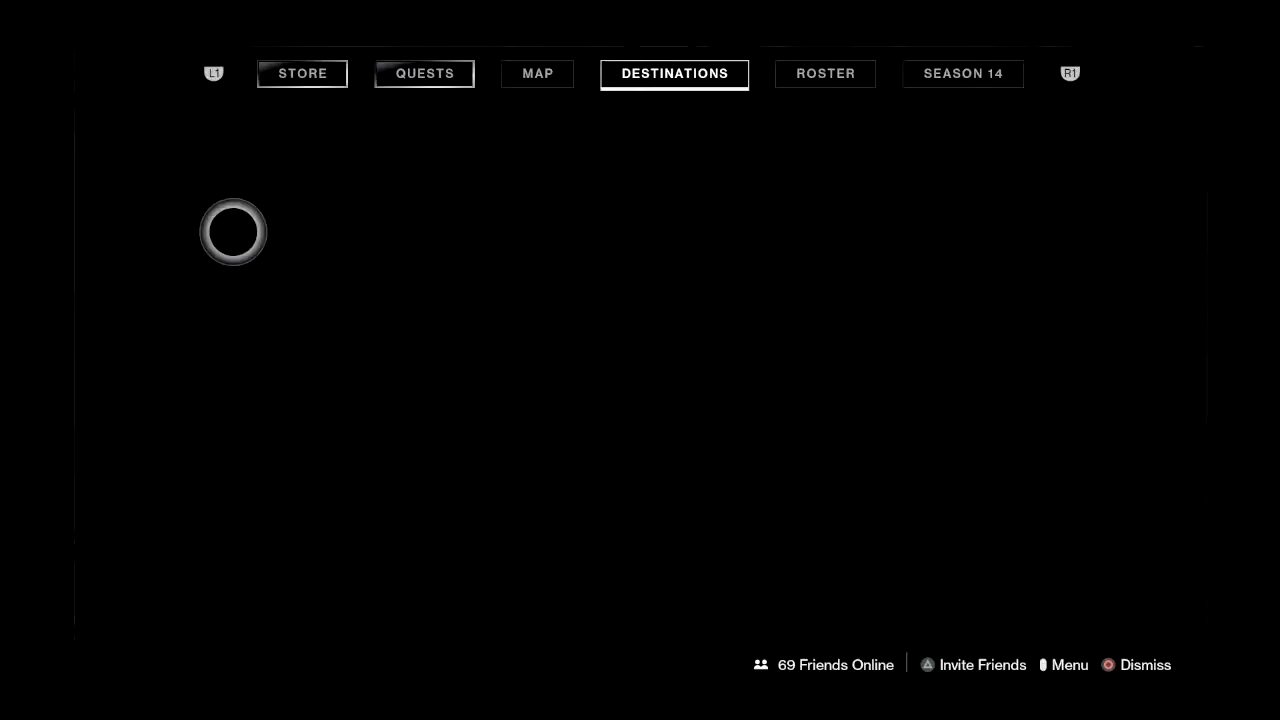 L1 STORE QUESTS MAP DESTINATIONS ROSTER SEASON 14 R1
69 Friends Online Invite Friends Menu Dismiss